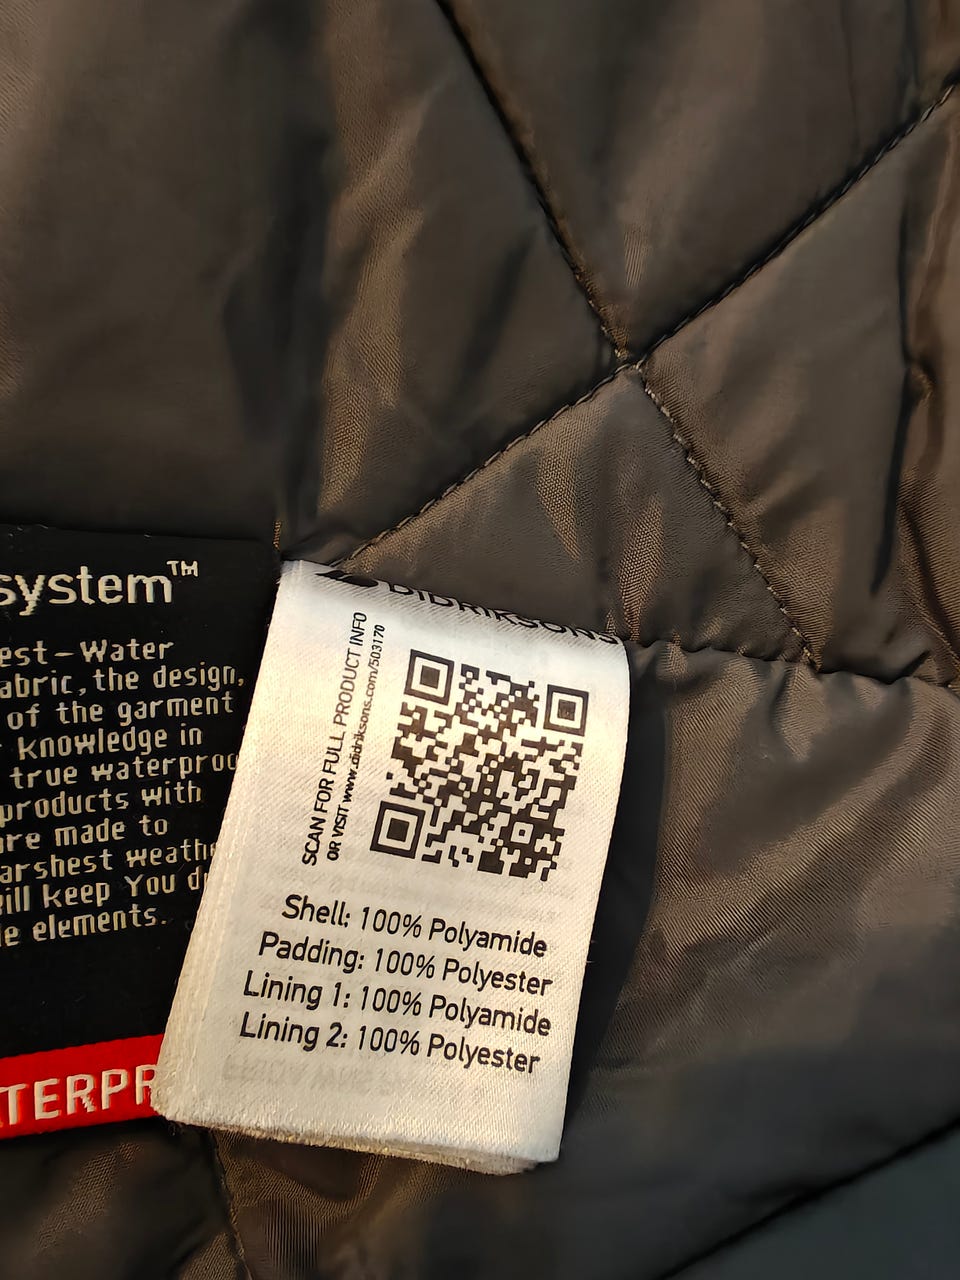 system™
est-Water
abric, the design,
of the garment
knowledge in
true waterproo
products with
are made to
arshest weathe
ill keep You d
e elements.
TERPR
DIDRIKSONS
SCAN FOR FULL PRODUCT INFO
OR VISIT www.didriksons.com/503170
Shell: 100% Polyamide
Padding: 100% Polyester
Lining 1: 100% Polyamide
Lining 2: 100% Polyester